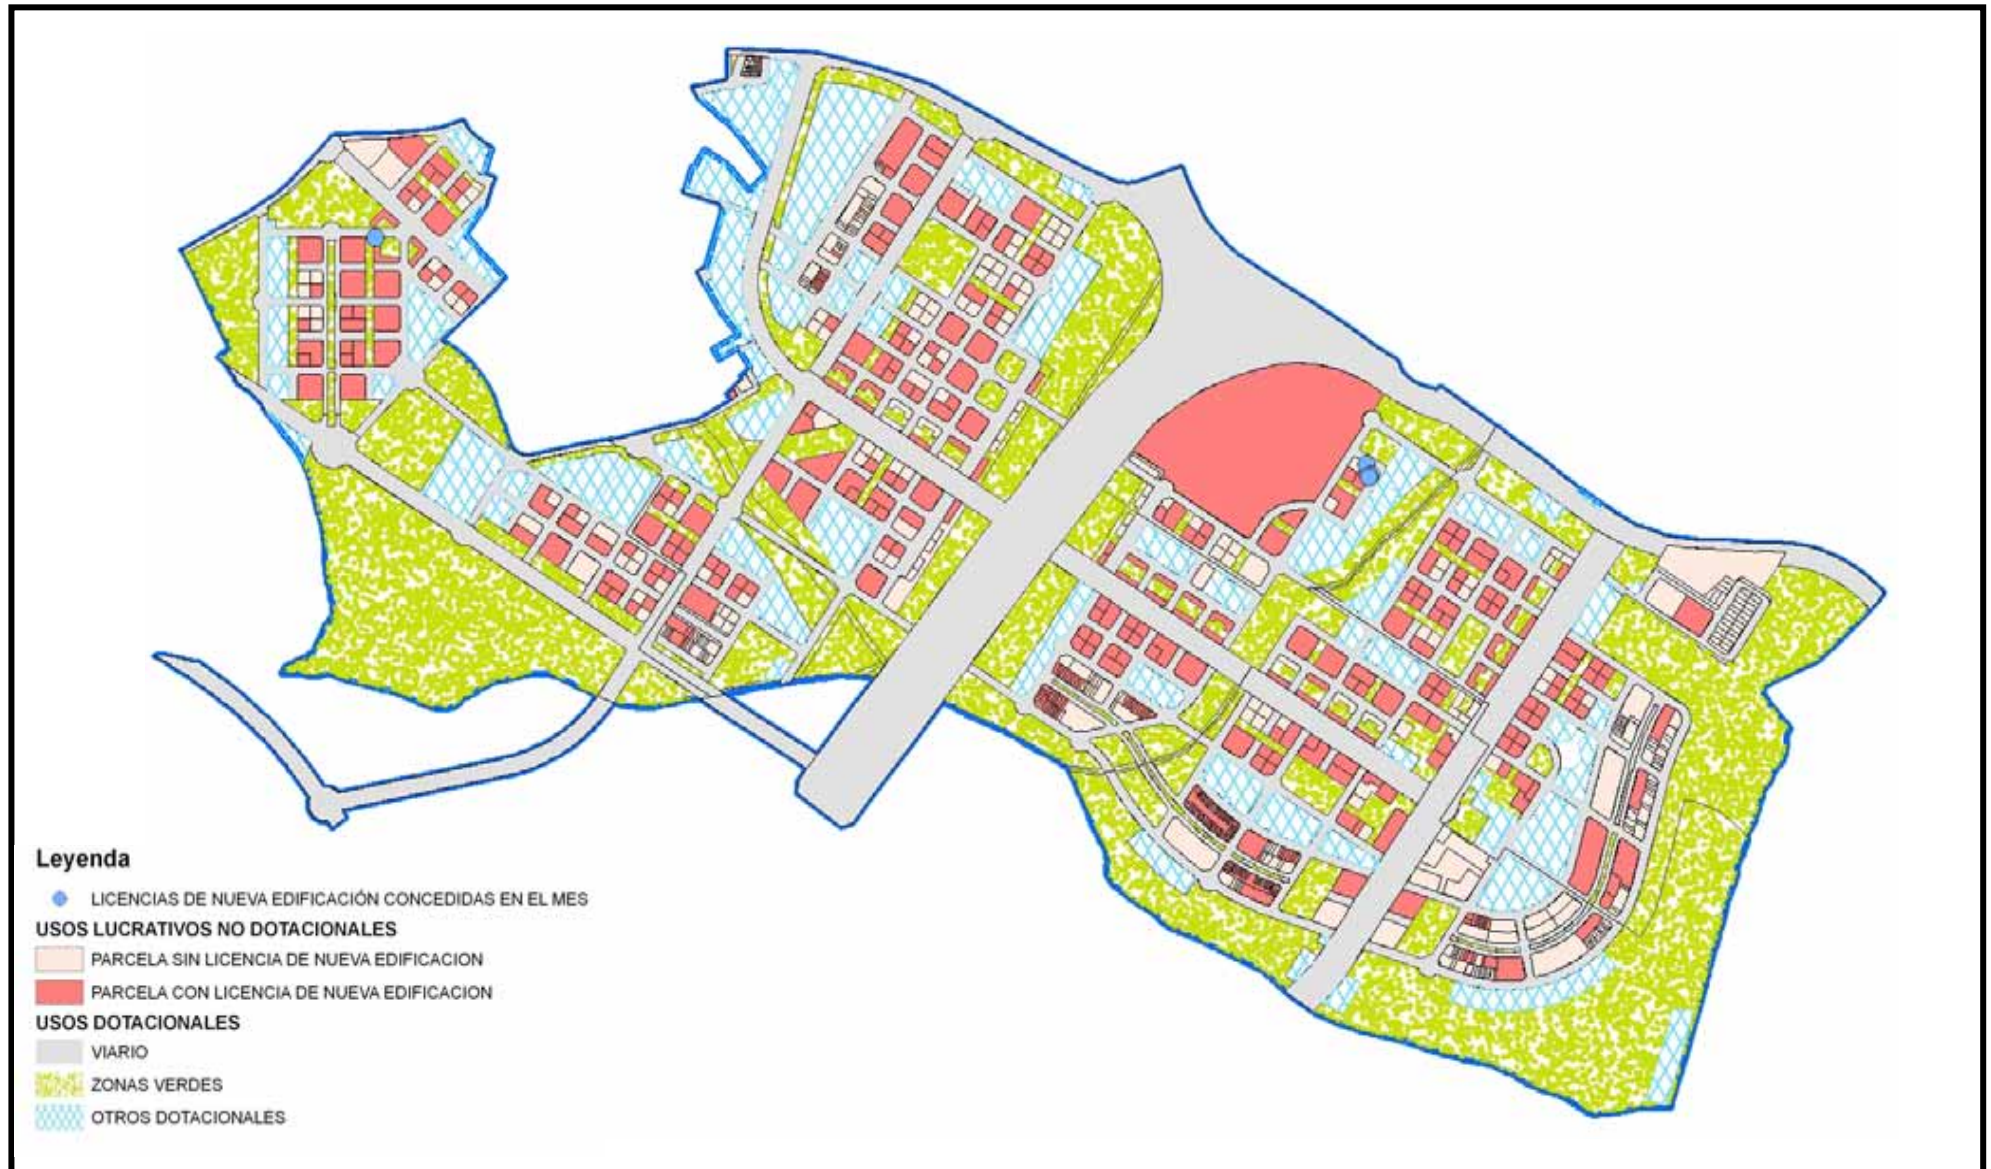 Leyenda
LICENCIAS DE NUEVA EDIFICACIÓN CONCEDIDAS EN EL MES
USOS LUCRATIVOS NO DOTACIONALES
PARCELA SIN LICENCIA DE NUEVA EDIFICACION
PARCELA CON LICENCIA DE NUEVA EDIFICACION
USOS DOTACIONALES
VIARIO
ZONAS VERDES
OTROS DOTACIONALES